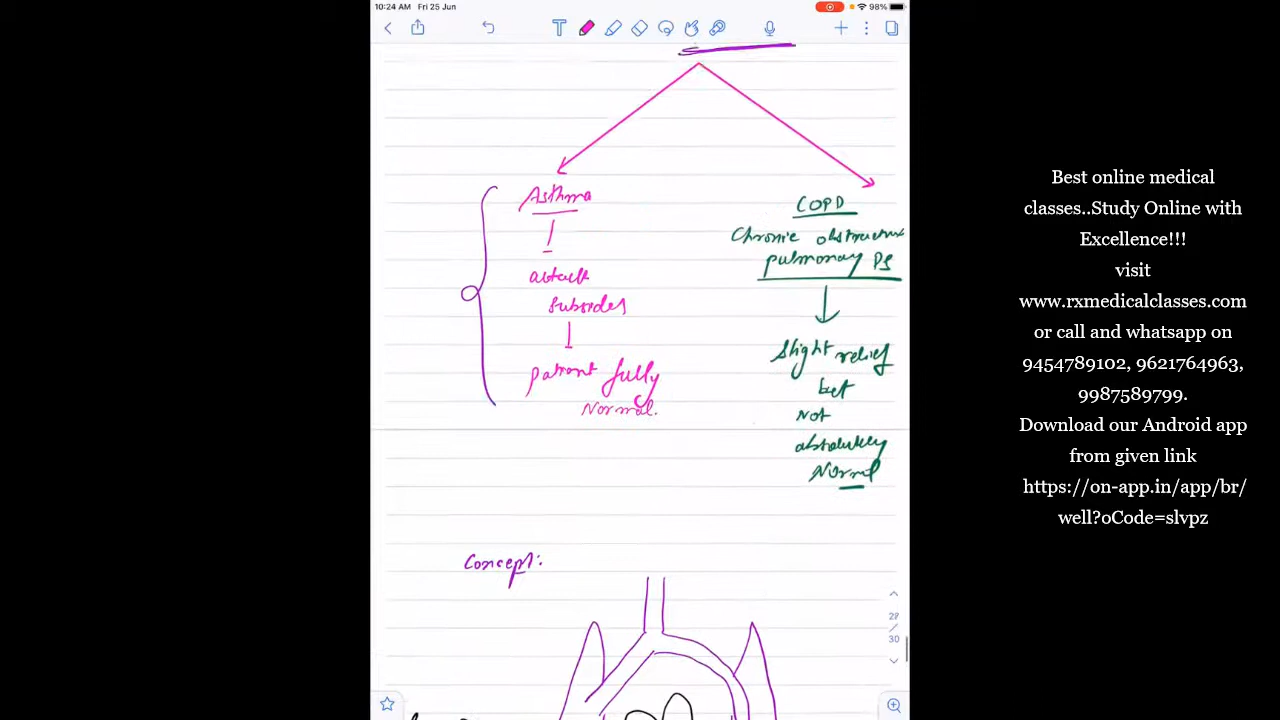 10:24 AM Fri 25 Jun
98%
Asthma
attack
subsides
patient fully
Normal.
COPD
Chronic obstructive
pulmonary DS
Slight relief
but
Not
absolutely
Normal
Concept:
28
/
30
Best online medical
classes..Study Online with
Excellence!!!
visit
www.rxmedicalclasses.com
or call and whatsapp on
9454789102, 9621764963,
9987589799.
Download our Android app
from given link
https://on-app.in/app/br/
well?oCode=slvpz